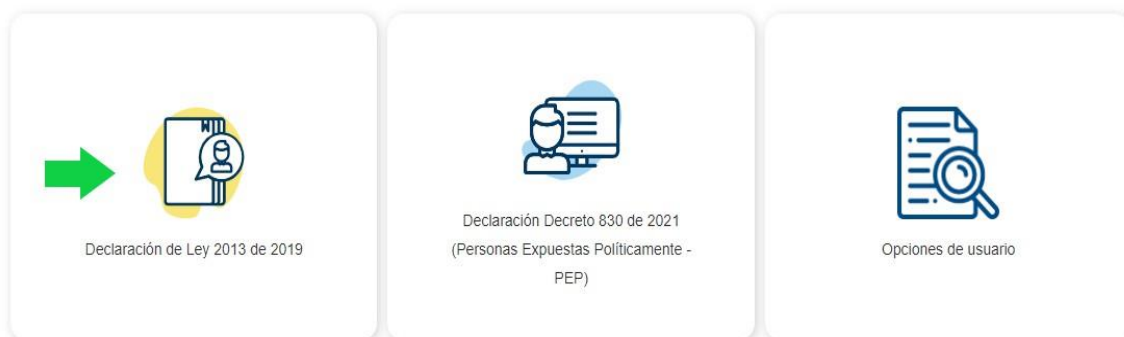 Declaración de Ley 2013 de 2019
Declaración Decreto 830 de 2021
(Personas Expuestas Políticamente -
PEP)
Opciones de usuario